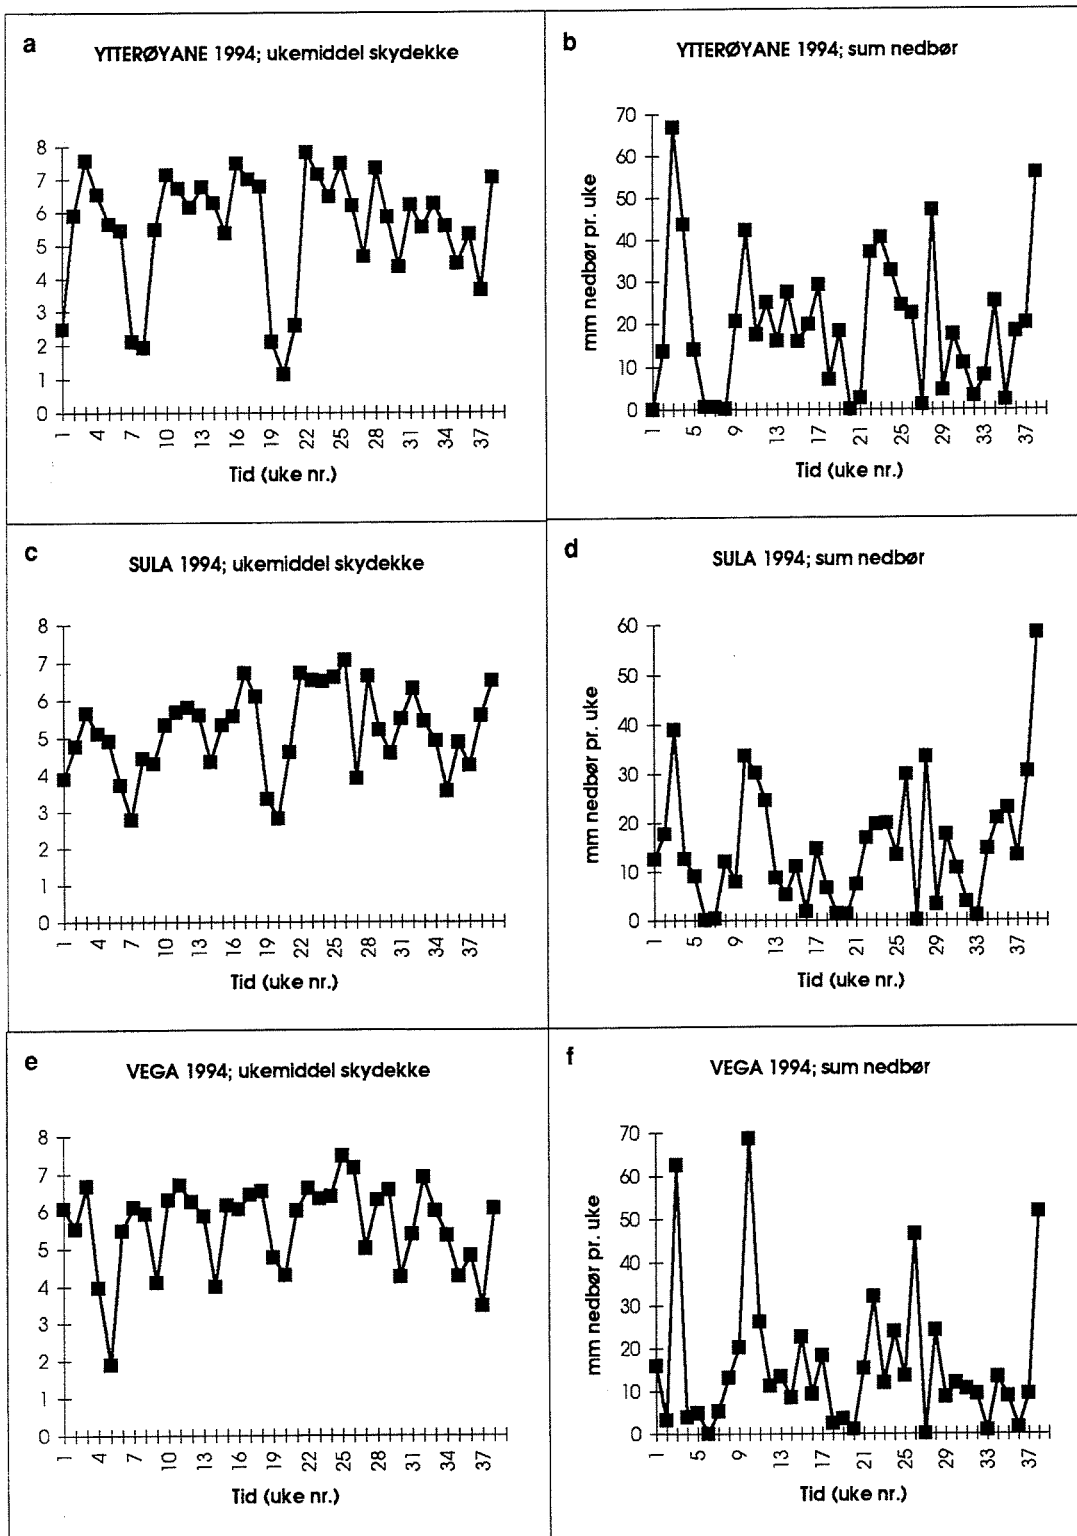 a
YTTERØYANE 1994; ukemiddel skydekke
8
7
6
5
4
3
2
1
0
1 4 7 10 13 16 19 22 25 28 31 34 37
Tid (uke nr.)
b
YTTERØYANE 1994; sum nedbør
mm nedbør pr. uke
70
60
50
40
30
20
10
0
1 5 9 13 17 21 25 29 33 37
Tid (uke nr.)
c
SULA 1994; ukemiddel skydekke
8
7
6
5
4
3
2
1
0
1 4 7 10 13 16 19 22 25 28 31 34 37
Tid (uke nr.)
d
SULA 1994; sum nedbør
mm nedbør pr. uke
60
50
40
30
20
10
0
1 5 9 13 17 21 25 29 33 37
Tid (uke nr.)
e
VEGA 1994; ukemiddel skydekke
8
7
6
5
4
3
2
1
0
1 4 7 10 13 16 19 22 25 28 31 34 37
Tid (uke nr.)
f
VEGA 1994; sum nedbør
mm nedbør pr. uke
70
60
50
40
30
20
10
0
1 5 9 13 17 21 25 29 33 37
Tid (uke nr.)